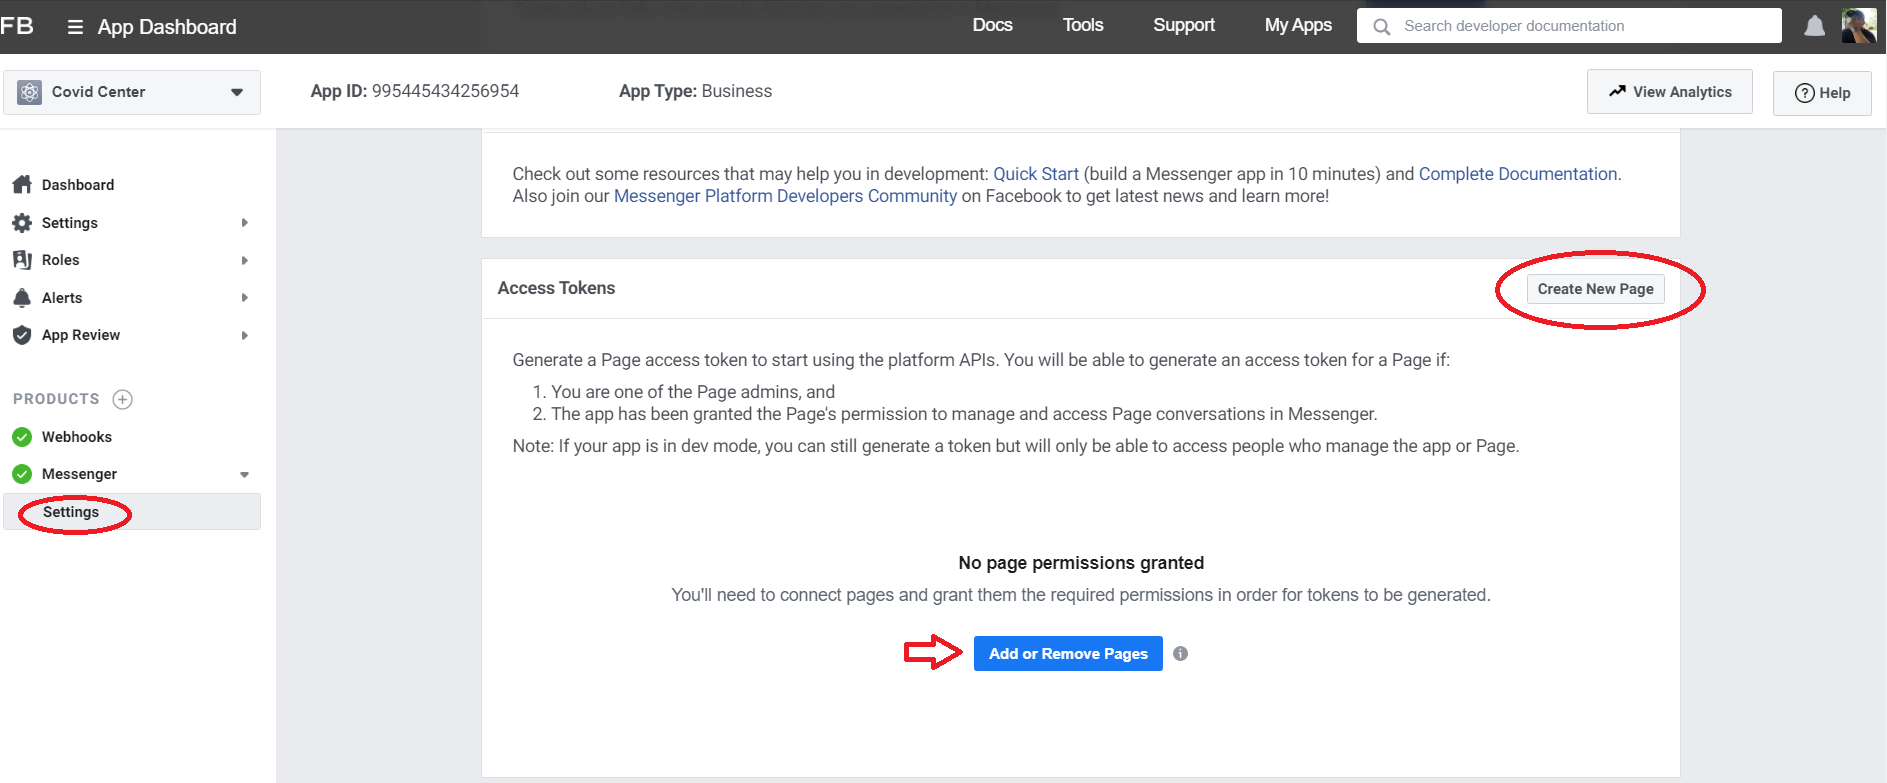 FB
App Dashboard
Docs
Tools
Support
My Apps
Search developer documentation
Covid Center
App ID: 995445434256954
App Type: Business
View Analytics
Help
Dashboard
Settings
Roles
Alerts
App Review
PRODUCTS
Webhooks
Messenger
Settings
Check out some resources that may help you in development: Quick Start (build a Messenger app in 10 minutes) and Complete Documentation.
Also join our Messenger Platform Developers Community on Facebook to get latest news and learn more!
Access Tokens
Create New Page
Generate a Page access token to start using the platform APIs. You will be able to generate an access token for a Page if:
1. You are one of the Page admins, and
2. The app has been granted the Page's permission to manage and access Page conversations in Messenger.
Note: If your app is in dev mode, you can still generate a token but will only be able to access people who manage the app or Page.
No page permissions granted
You'll need to connect pages and grant them the required permissions in order for tokens to be generated.
Add or Remove Pages